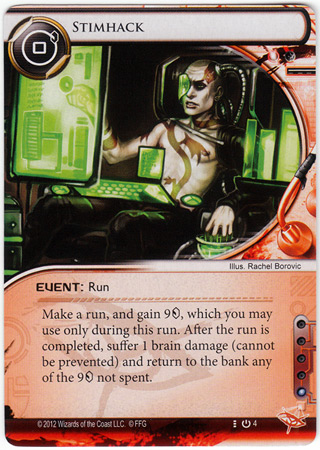 STIMHACK
0
Illus. Rachel Borovic
EVENT: Run
Make a run, and gain 9, which you may
use only during this run. After the run is
completed, suffer 1 brain damage (cannot
be prevented) and return to the bank any
of the 9 not spent.
© 2012 Wizards of the Coast LLC. © FFG 4